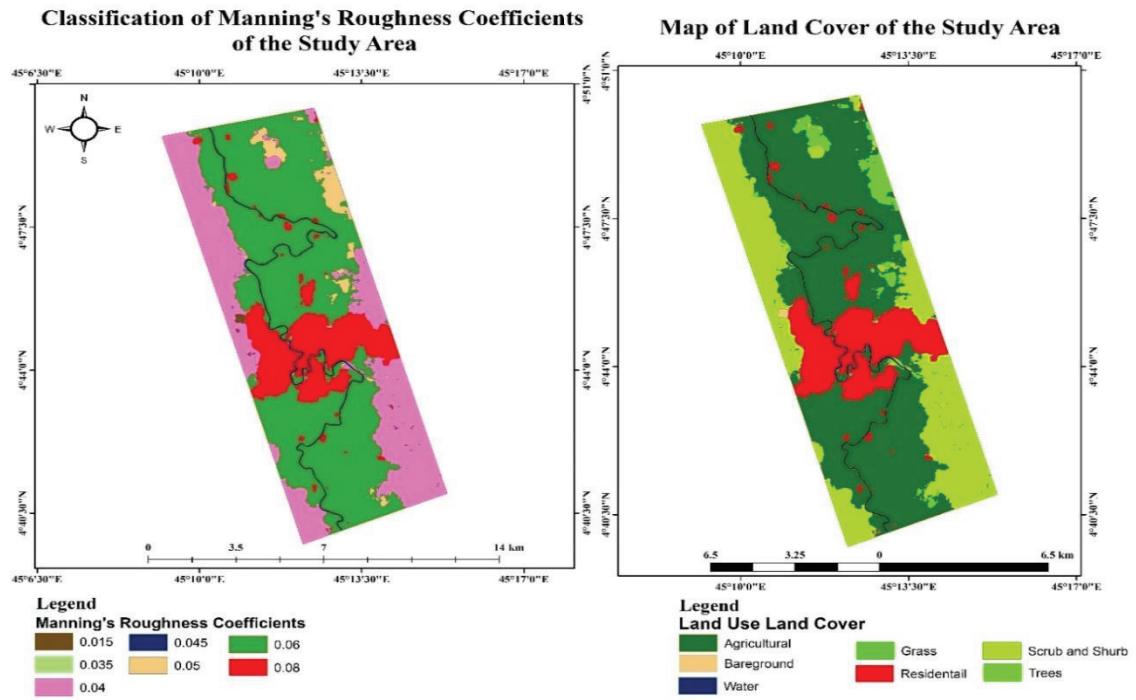 Classification of Manning's Roughness Coefficients
of the Study Area
45°6'30"E 45°10'0"E 45°13'30"E 45°17'0"E
N
W E
S
4°51'0"N
4°47'30"N
4°44'0"N
4°40'30"N
0 3.5 7 14 km
45°6'30"E 45°10'0"E 45°13'30"E 45°17'0"E
Legend
Manning's Roughness Coefficients
0.015 0.045 0.06
0.035 0.05 0.08
0.04
Map of Land Cover of the Study Area
45°10'0"E 45°13'30"E
4°51'0"N
4°47'30"N
4°44'0"N
4°40'30"N
6.5 3.25 0 6.5 km
45°10'0"E 45°13'30"E 45°17'0"E
Legend
Land Use Land Cover
Agricultural Grass Scrub and Shurb
Bareground Residentail Trees
Water